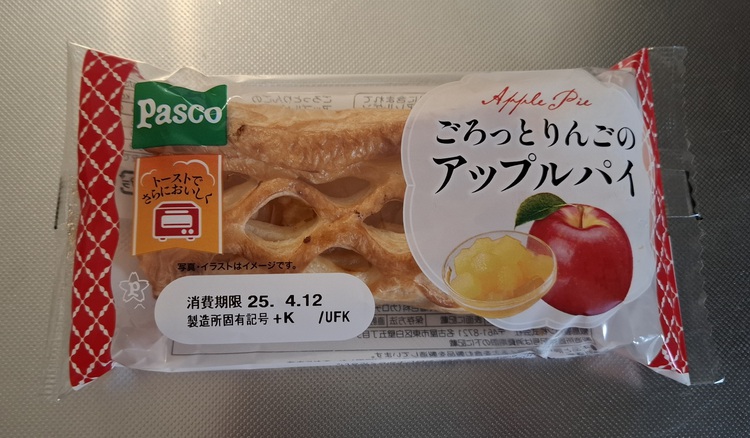 Pasco
トーストで
さらにおいしく
Apple Pie
ごろっとりんごの
アップルパイ
写真・イラストはイメージです。
消費期限 25. 4.12
製造所固有記号 +K /UFK